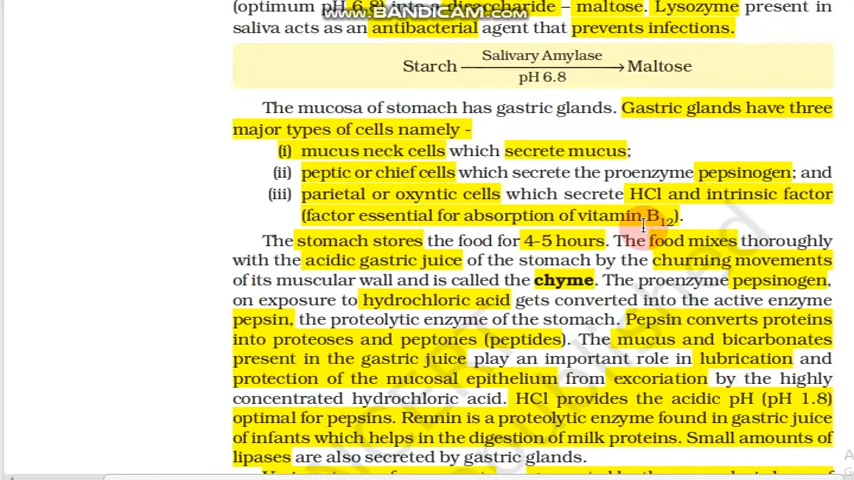 (optimum pH 6.8) into a disaccharide – maltose. Lysozyme present in
www.BANDICAM.com
saliva acts as an antibacterial agent that prevents infections.
Salivary Amylase
Starch ⟶ Maltose
pH 6.8
The mucosa of stomach has gastric glands. Gastric glands have three
major types of cells namely -
(i) mucus neck cells which secrete mucus;
(ii) peptic or chief cells which secrete the proenzyme pepsinogen; and
(iii) parietal or oxyntic cells which secrete HCl and intrinsic factor
(factor essential for absorption of vitamin B12).
The stomach stores the food for 4-5 hours. The food mixes thoroughly
with the acidic gastric juice of the stomach by the churning movements
of its muscular wall and is called the chyme. The proenzyme pepsinogen,
on exposure to hydrochloric acid gets converted into the active enzyme
pepsin, the proteolytic enzyme of the stomach. Pepsin converts proteins
into proteoses and peptones (peptides). The mucus and bicarbonates
present in the gastric juice play an important role in lubrication and
protection of the mucosal epithelium from excoriation by the highly
concentrated hydrochloric acid. HCl provides the acidic pH (pH 1.8)
optimal for pepsins. Rennin is a proteolytic enzyme found in gastric juice
of infants which helps in the digestion of milk proteins. Small amounts of
lipases are also secreted by gastric glands.